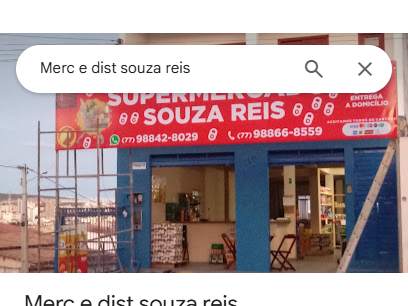 Merc e dist souza reis
SUPERMERCADO
SOUZA REIS
ENTREGA
A DOMICÍLIO
ACEITAMOS TODOS OS CARTÕES
(77) 98842-8029
(77) 98866-8559
Merc e dist souza reis